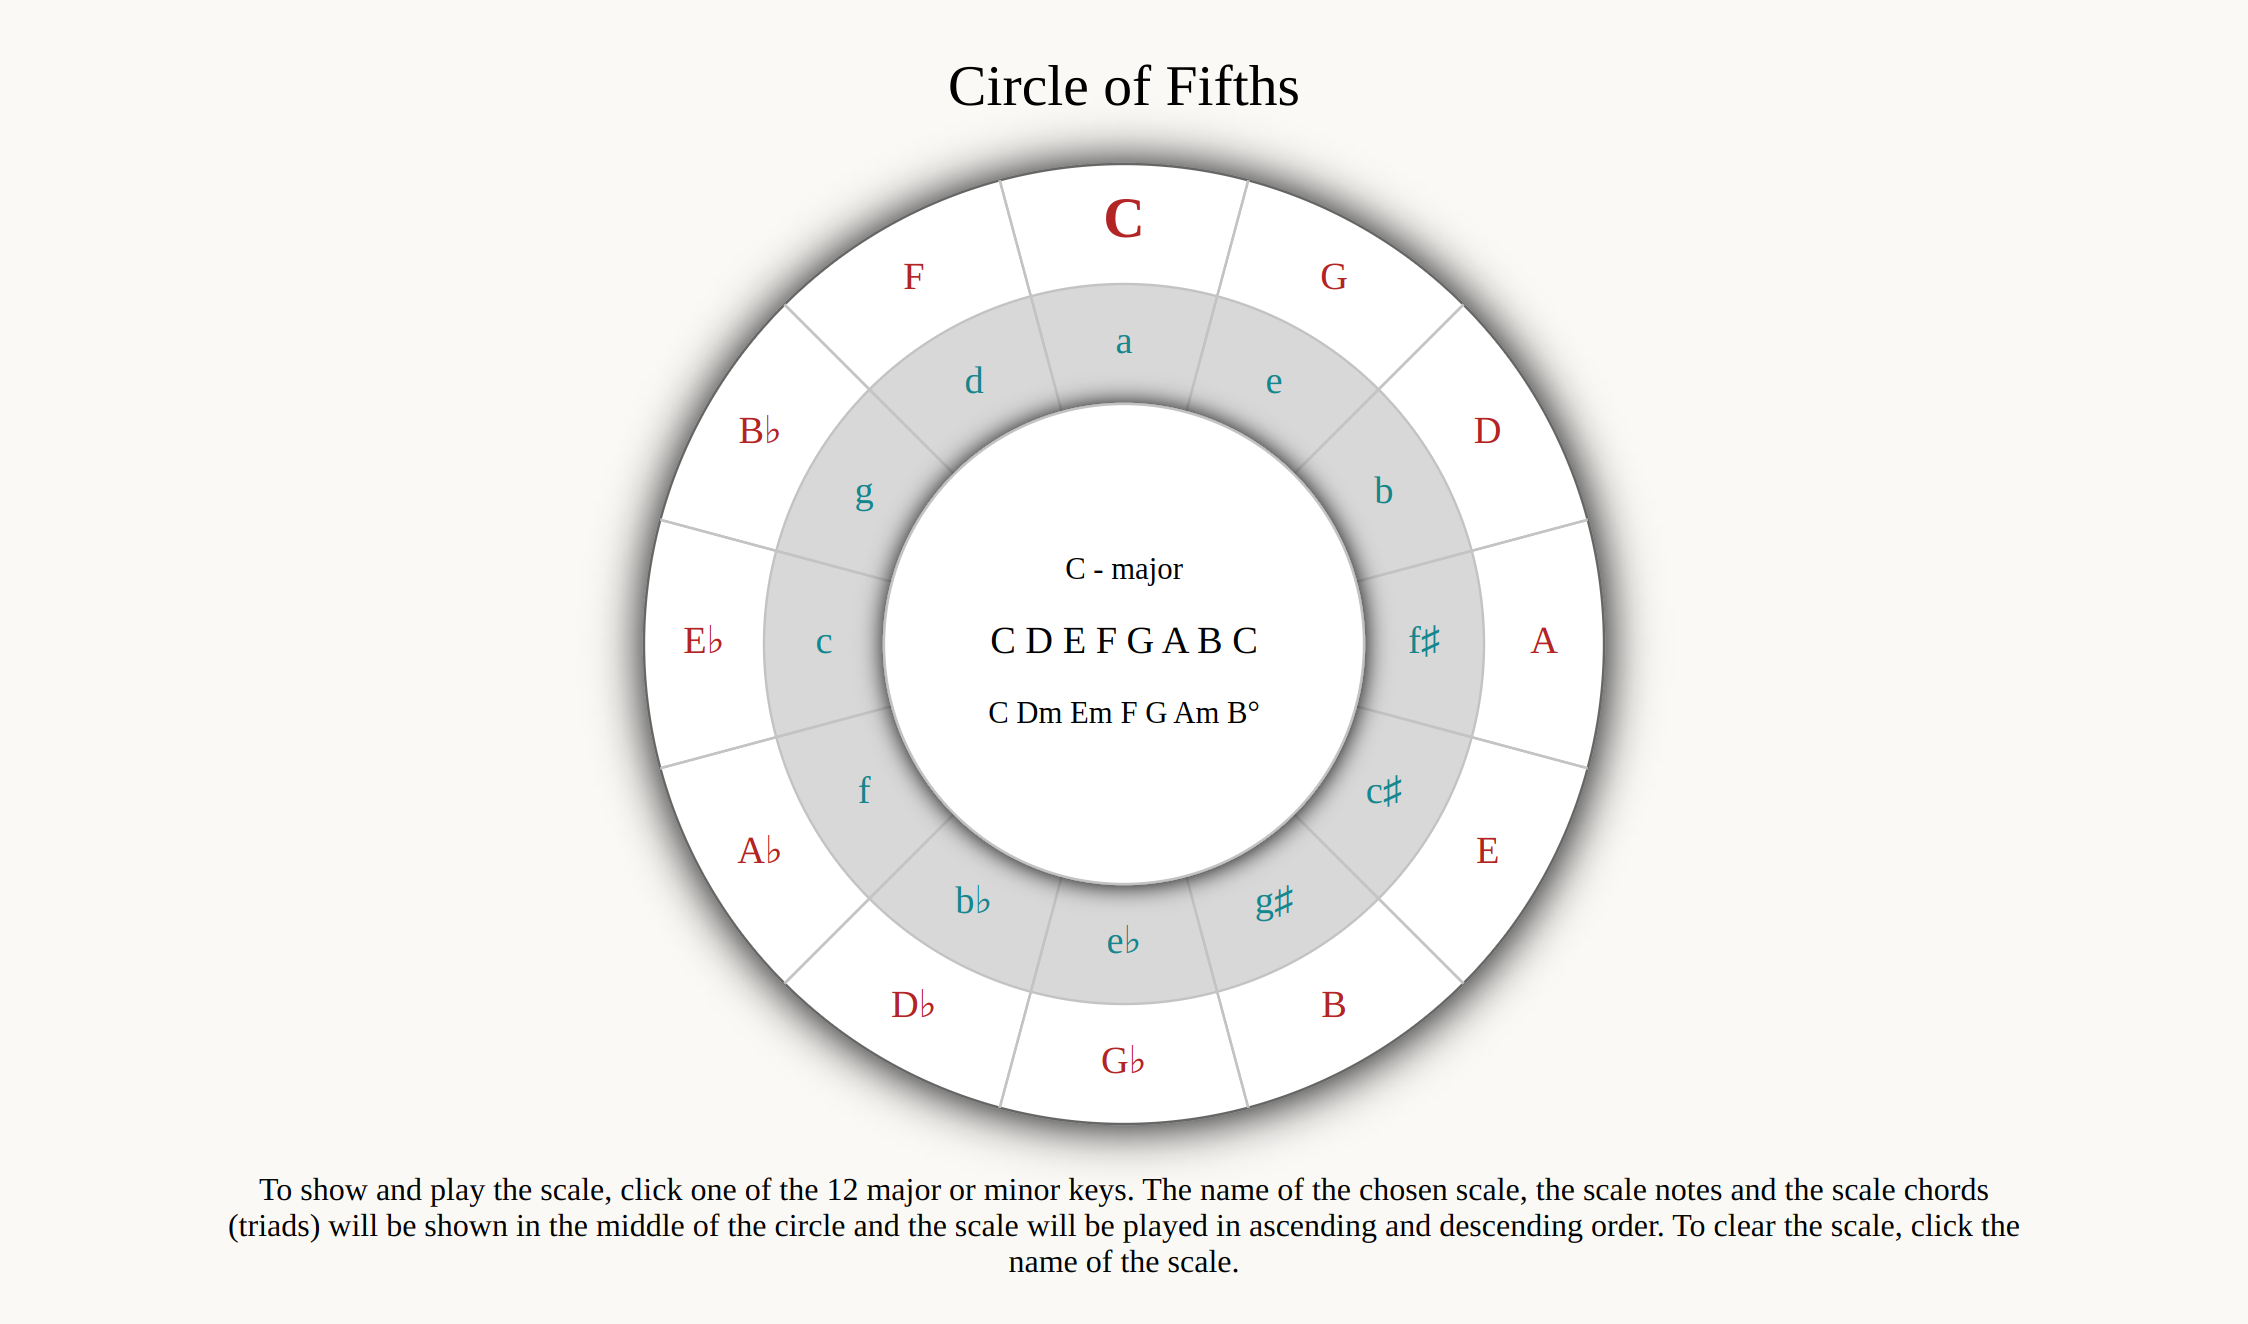 Circle of Fifths
C
F
G
a
d
e
B♭
D
g
b
C - major
E♭
c
C D E F G A B C
f♯
A
C Dm Em F G Am B°
f
c♯
A♭
E
b♭
g♯
e♭
D♭
B
G♭
To show and play the scale, click one of the 12 major or minor keys. The name of the chosen scale, the scale notes and the scale chords
(triads) will be shown in the middle of the circle and the scale will be played in ascending and descending order. To clear the scale, click the
name of the scale.